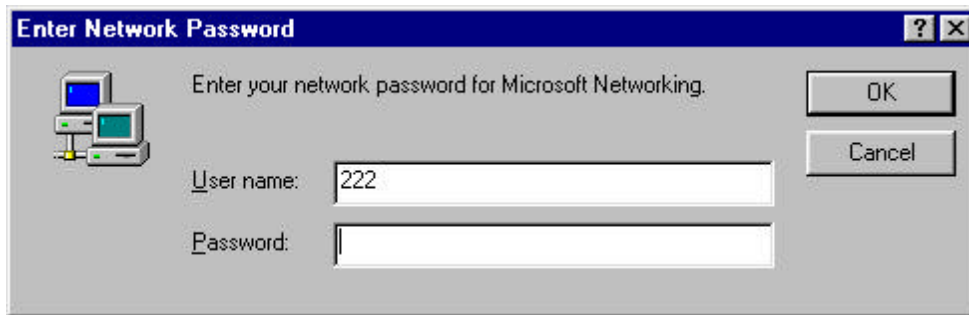 Enter Network Password
Enter your network password for Microsoft Networking.
OK
Cancel
User name: 222
Password: